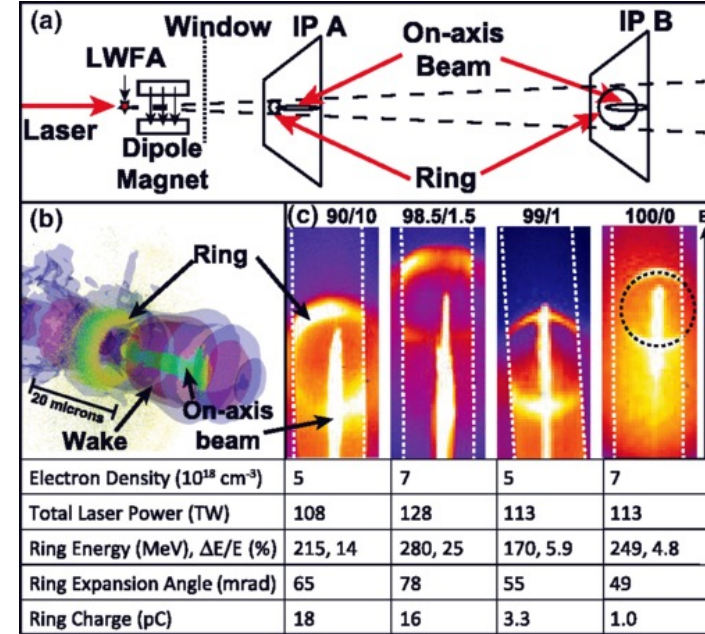 (a)
Window
IP A
On-axis
Beam
IP B
LWFA
Laser
Dipole
Magnet
Ring
(b)
Ring
20 microns
Wake
On-axis
beam
(c) 90/10 98.5/1.5 99/1 100/0
Electron Density (10¹⁸ cm⁻³) 5 7 5 7
Total Laser Power (TW) 108 128 113 113
Ring Energy (MeV), ΔE/E (%) 215, 14 280, 25 170, 5.9 249, 4.8
Ring Expansion Angle (mrad) 65 78 55 49
Ring Charge (pC) 18 16 3.3 1.0